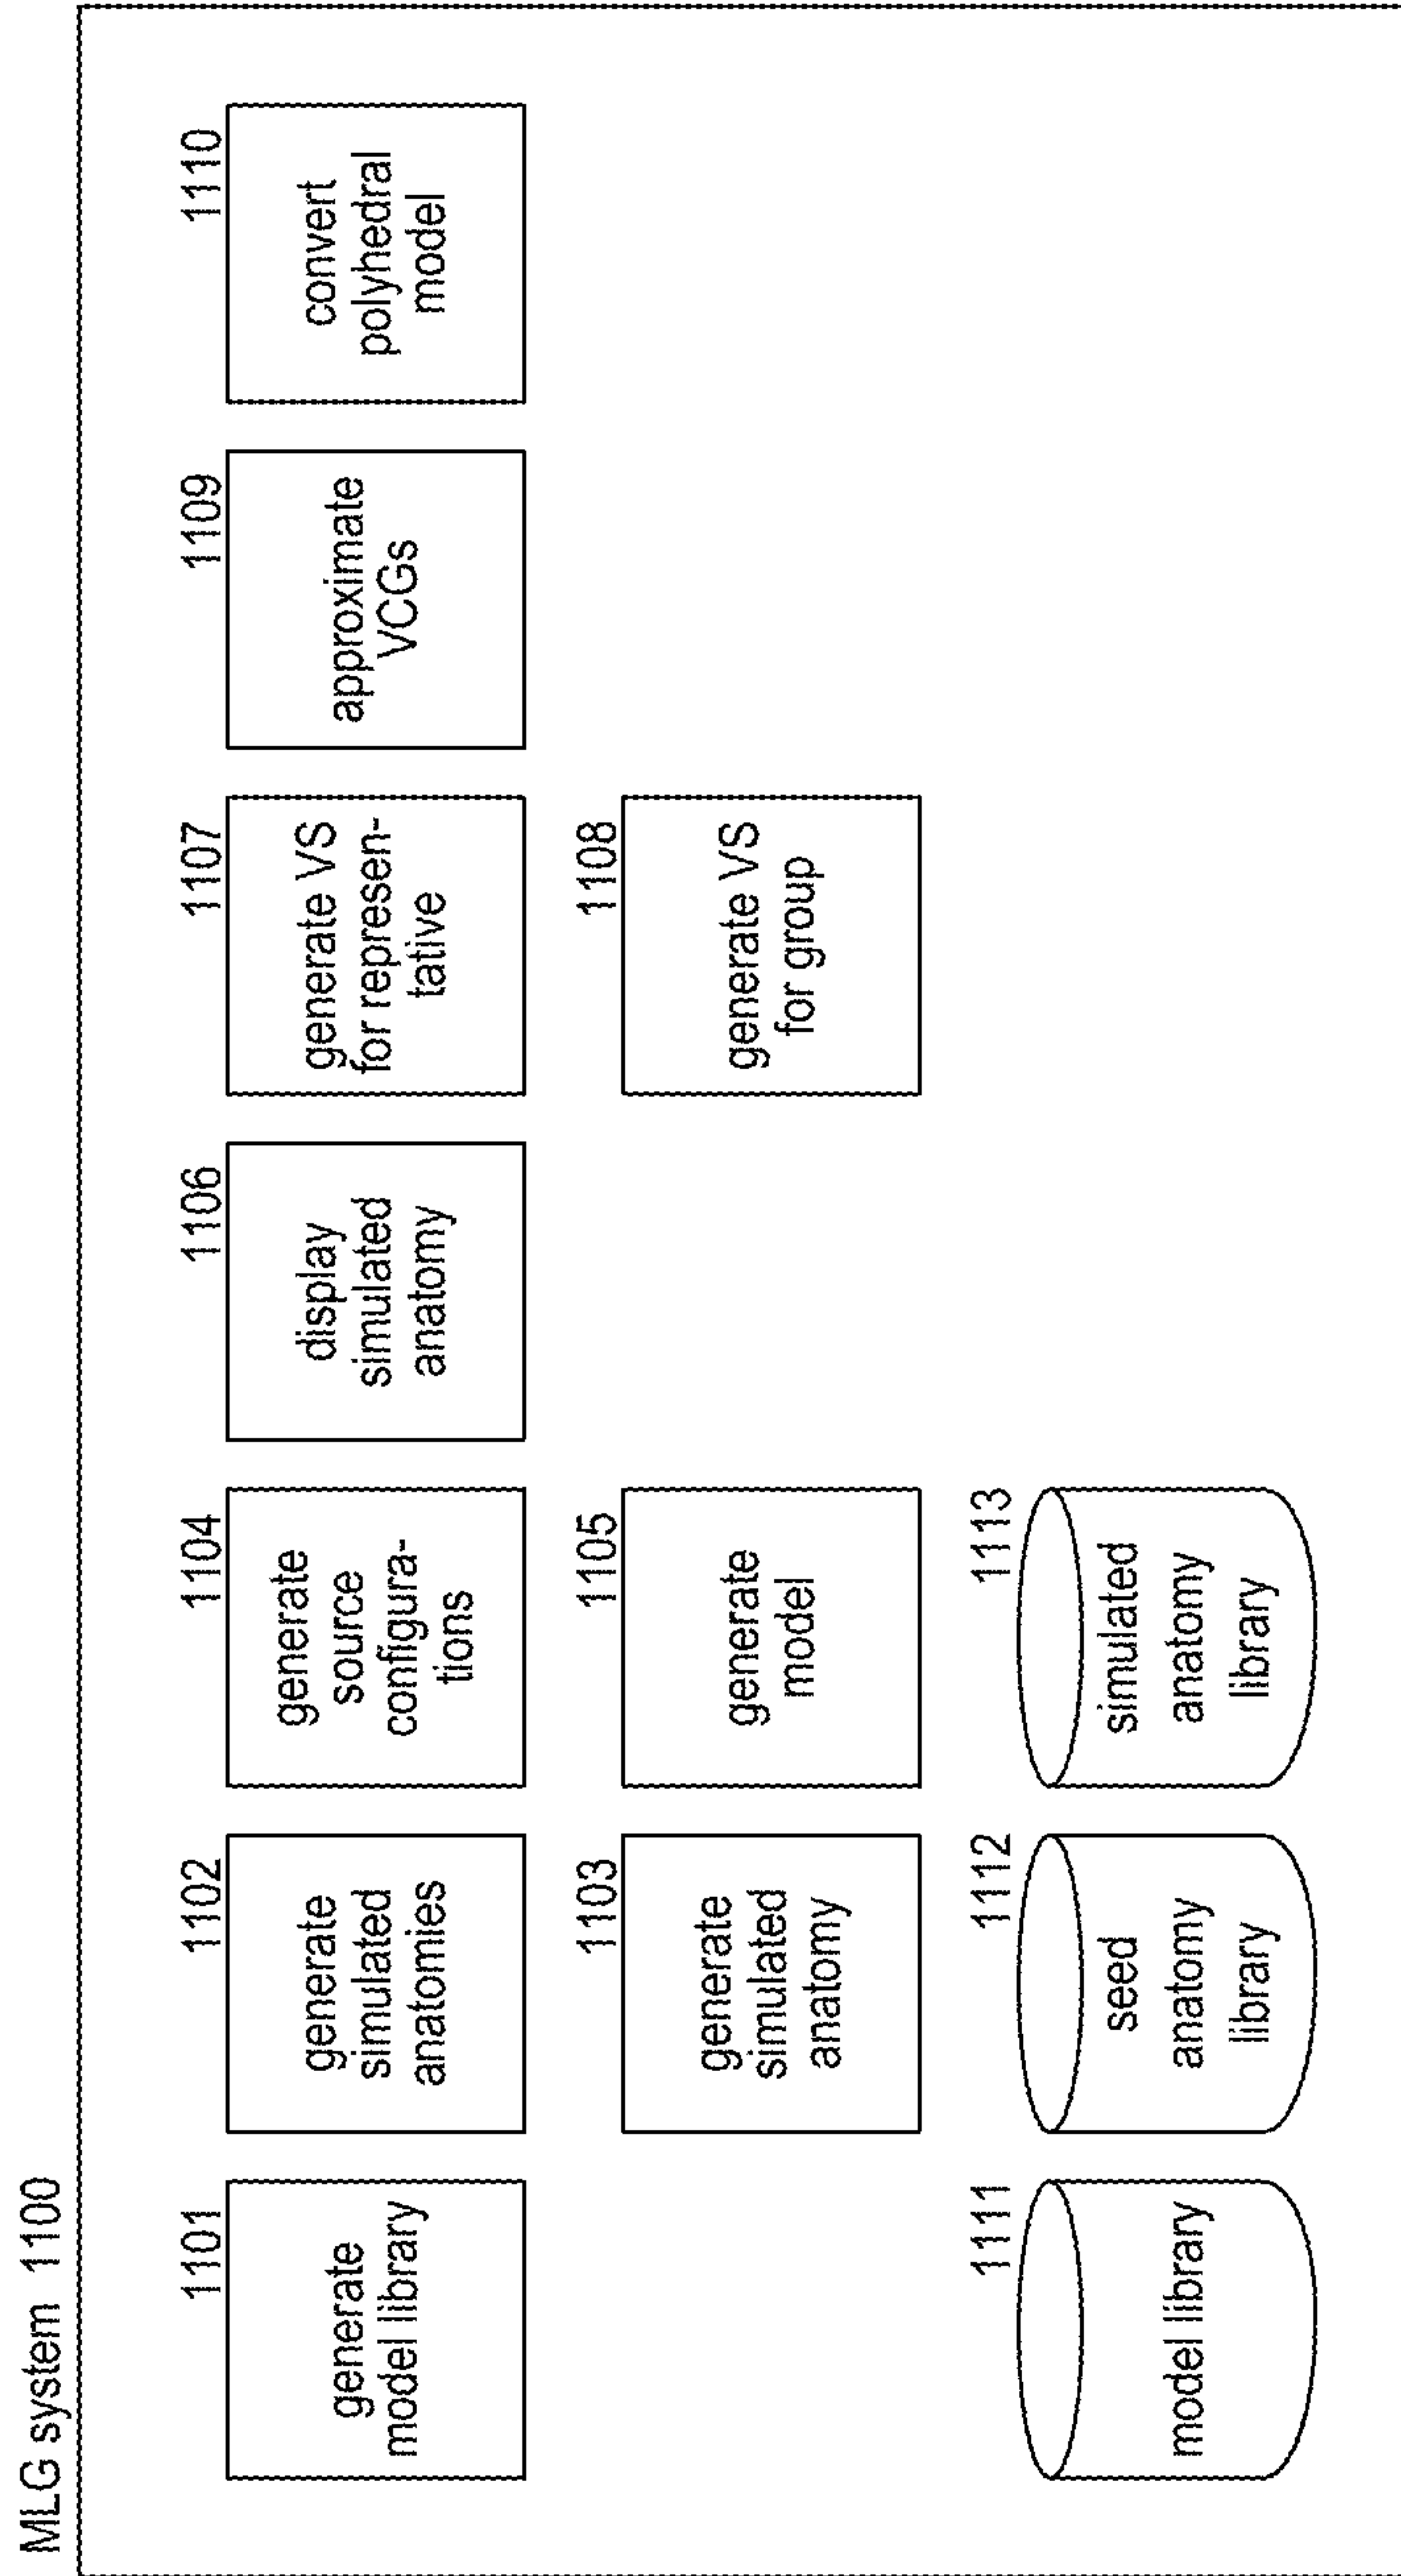 MLG system 1100
1101
generate
model library
1102
generate
simulated
anatomies
1104
generate
source
configura-
tions
1106
display
simulated
anatomy
1107
generate VS
for represen-
tative
1109
approximate
VCGs
1110
convert
polyhedral
model
1103
generate
simulated
anatomy
1105
generate
model
1108
generate VS
for group
1111
model library
1112
seed
anatomy
library
1113
simulated
anatomy
library